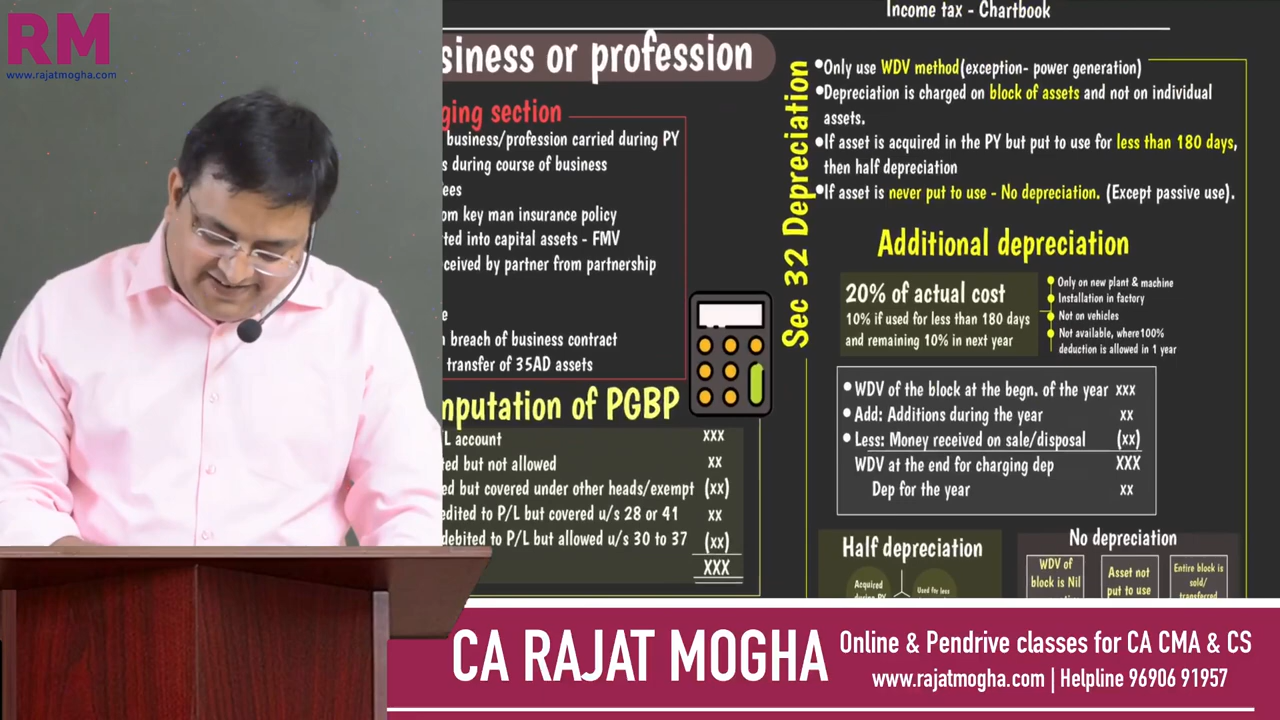 RM
www.rajatmogha.com
Income tax - Chartbook
siness or profession
ging section
business/profession carried during PY
s during course of business
ees
om key man insurance policy
ted into capital assets - FMV
ceived by partner from partnership
e
breach of business contract
transfer of 35AD assets
mputation of PGBP
L account XXX
ted but not allowed xx
ed but covered under other heads/exempt (xx)
edited to P/L but covered u/s 28 or 41 xx
debited to P/L but allowed u/s 30 to 37 (xx)
XXX
Sec 32 Depreciation
•Only use WDV method(exception- power generation)
•Depreciation is charged on block of assets and not on individual
assets.
•If asset is acquired in the PY but put to use for less than 180 days,
then half depreciation
•If asset is never put to use - No depreciation. (Except passive use).
Additional depreciation
20% of actual cost
10% if used for less than 180 days
and remaining 10% in next year
Only on new plant & machine
Installation in factory
Not on vehicles
Not available, where100%
deduction is allowed in 1 year
• WDV of the block at the begn. of the year xxx
• Add: Additions during the year xx
• Less: Money received on sale/disposal (xx)
WDV at the end for charging dep XXX
Dep for the year xx
Half depreciation
Acquired
during PY
Used for less
No depreciation
WDV of
block is Nil
Asset not
put to use
Entire block is
sold/
transferred
CA RAJAT MOGHA
Online & Pendrive classes for CA CMA & CS
www.rajatmogha.com | Helpline 96906 91957